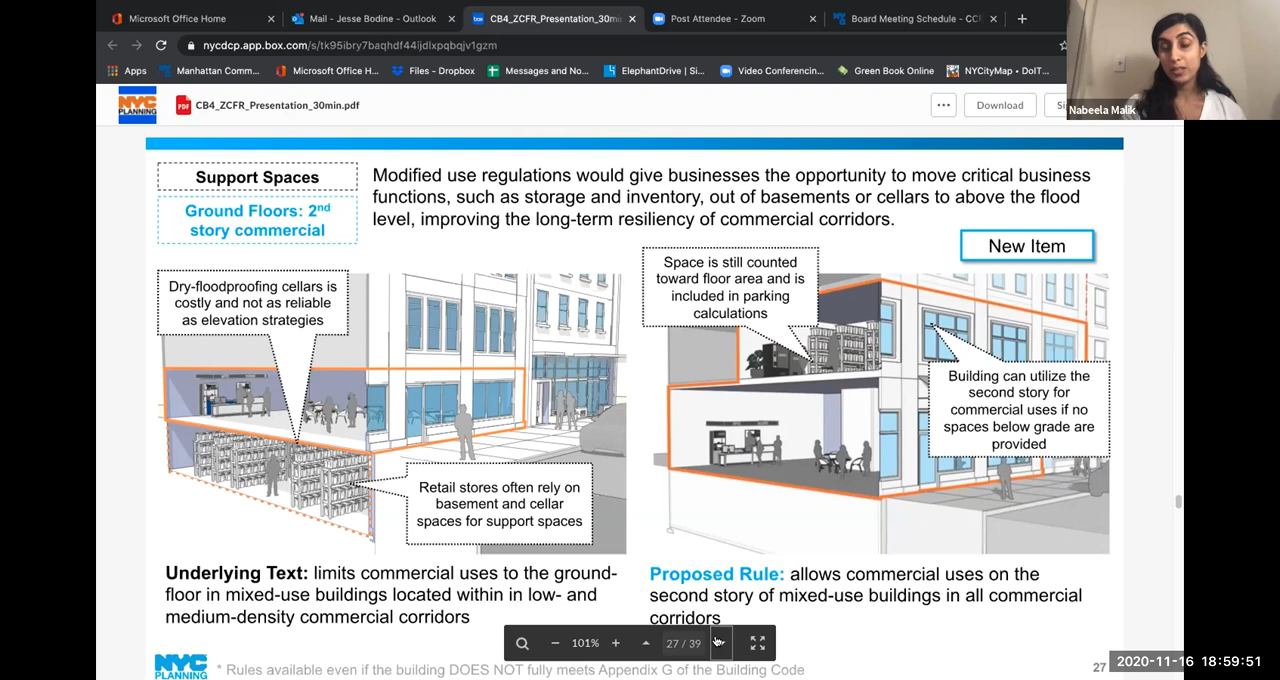 Microsoft Office Home
Mail - Jesse Bodine - Outlook
CB4_ZCFR_Presentation_30mi
Post Attendee - Zoom
Board Meeting Schedule - CC
nycdcp.app.box.com/s/tk95ibry7baqhdf44ijdlxpqbqjv1gzm
Apps
Manhattan Comm...
Microsoft Office H...
Files - Dropbox
Messages and No...
ElephantDrive | Si...
Video Conferencin...
Green Book Online
NYCityMap • DoIT...
Nabeela Malik
NYC
PLANNING
PDF
CB4_ZCFR_Presentation_30min.pdf
Download
Support Spaces
Ground Floors: 2nd
story commercial
Modified use regulations would give businesses the opportunity to move critical business
functions, such as storage and inventory, out of basements or cellars to above the flood
level, improving the long-term resiliency of commercial corridors.
New Item
Dry-floodproofing cellars is
costly and not as reliable
as elevation strategies
Retail stores often rely on
basement and cellar
spaces for support spaces
Space is still counted
toward floor area and is
included in parking
calculations
Building can utilize the
second story for
commercial uses if no
spaces below grade are
provided
Underlying Text: limits commercial uses to the ground-
floor in mixed-use buildings located within in low- and
medium-density commercial corridors
Proposed Rule: allows commercial uses on the
second story of mixed-use buildings in all commercial
corridors
101%
27 / 39
NYC
PLANNING
* Rules available even if the building DOES NOT fully meets Appendix G of the Building Code
27
2020-11-16 18:59:51